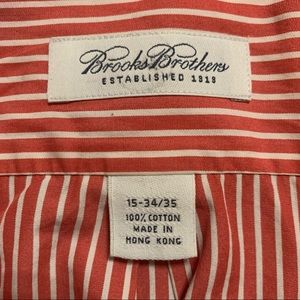 Brooks Brothers
ESTABLISHED 1818
15-34/35
100% COTTON
MADE IN
HONG KONG